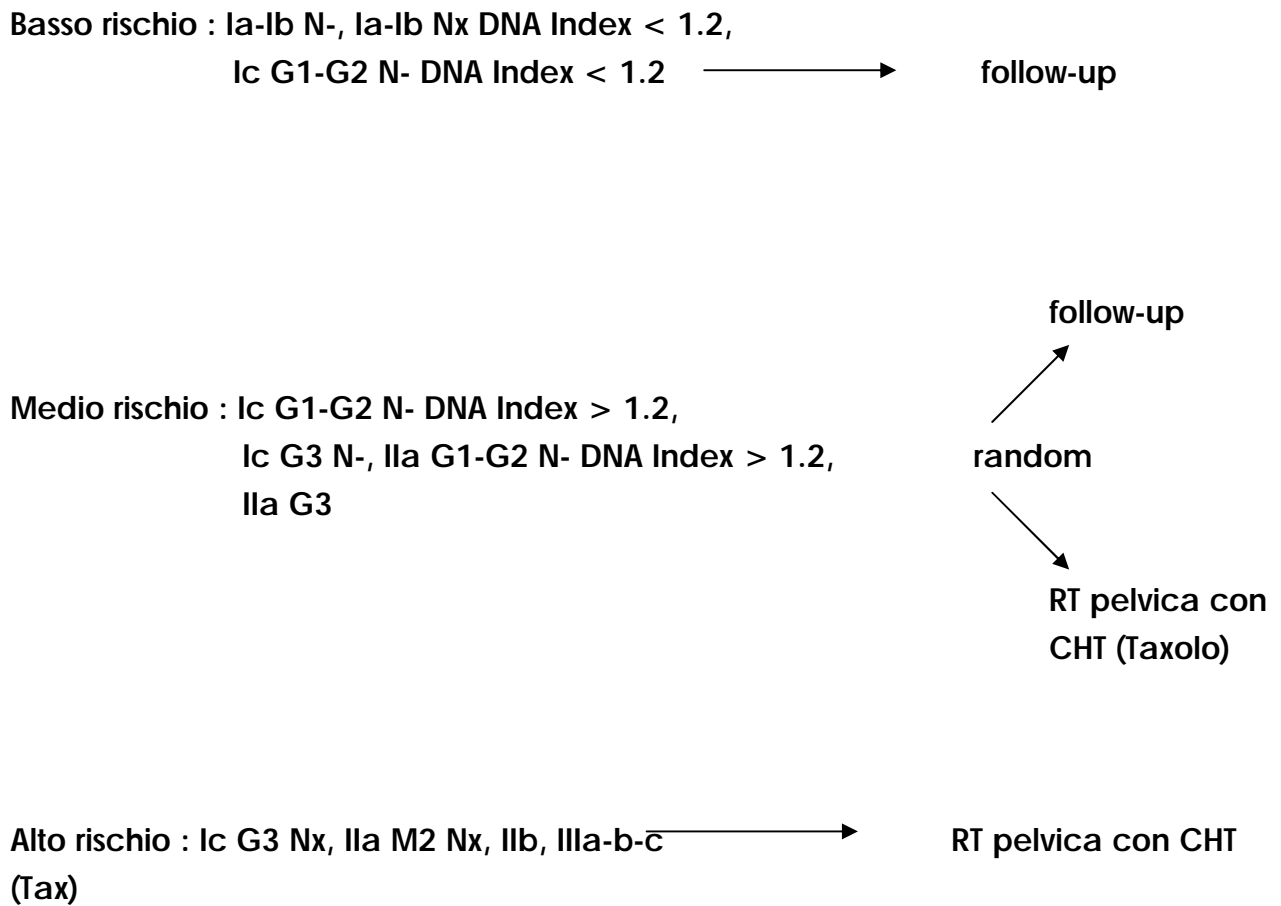 Basso rischio : Ia-Ib N-, Ia-Ib Nx DNA Index < 1.2,
Ic G1-G2 N- DNA Index < 1.2 follow-up
follow-up
Medio rischio : Ic G1-G2 N- DNA Index > 1.2,
Ic G3 N-, IIa G1-G2 N- DNA Index > 1.2, random
IIa G3
RT pelvica con
CHT (Taxolo)
Alto rischio : Ic G3 Nx, IIa M2 Nx, IIb, IIIa-b-c RT pelvica con CHT
(Tax)